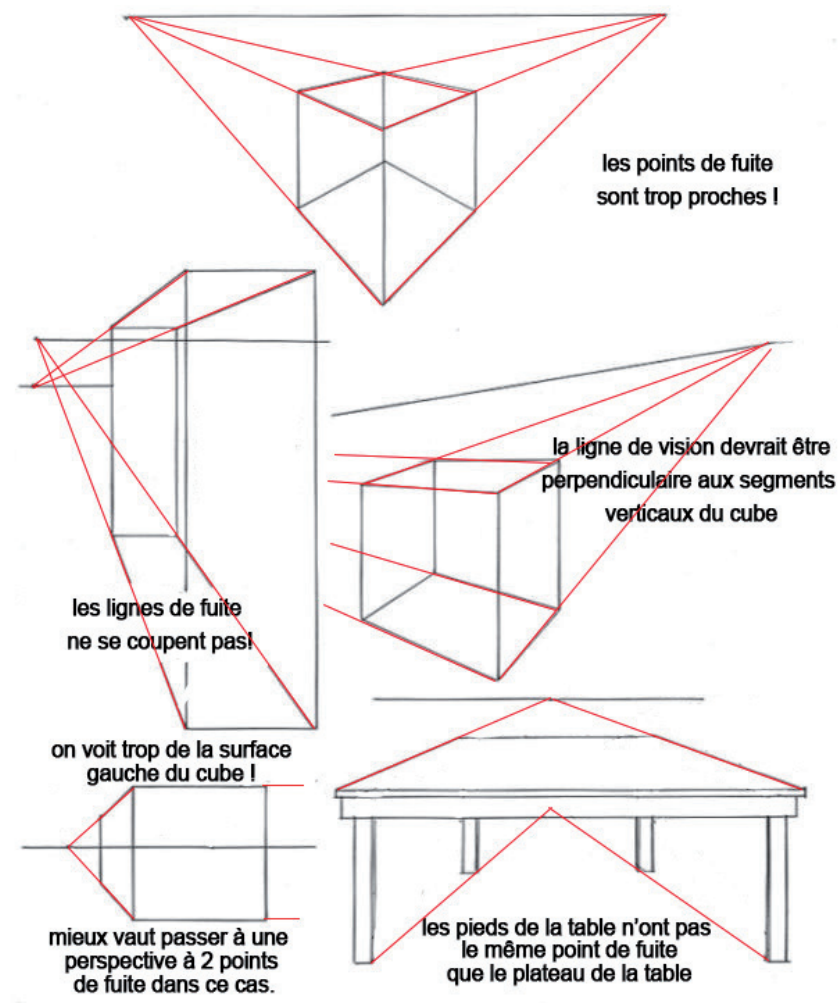 les points de fuite
sont trop proches !
la ligne de vision devrait être
perpendiculaire aux segments
verticaux du cube
les lignes de fuite
ne se coupent pas!
on voit trop de la surface
gauche du cube !
mieux vaut passer à une
perspective à 2 points
de fuite dans ce cas.
les pieds de la table n'ont pas
le même point de fuite
que le plateau de la table